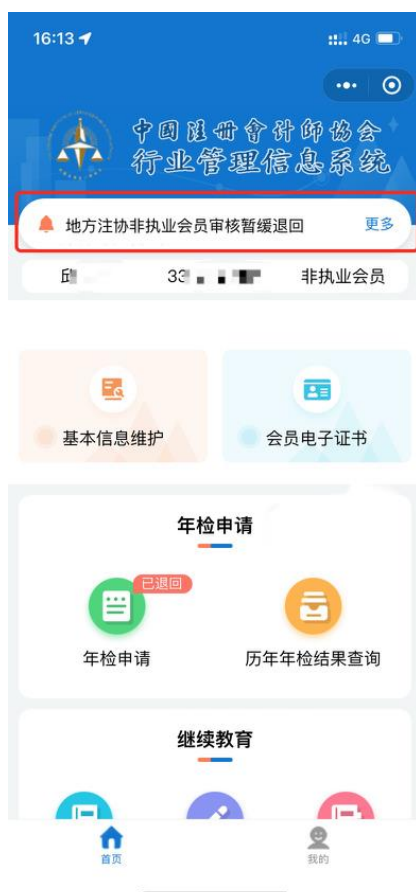 16:13
4G
中国注册會计师協会
行业管理信息系统
地方注协非执业会员审核暂缓退回 更多
33 非执业会员
基本信息维护 会员电子证书
年检申请
已退回
年检申请 历年年检结果查询
继续教育
首页 我的